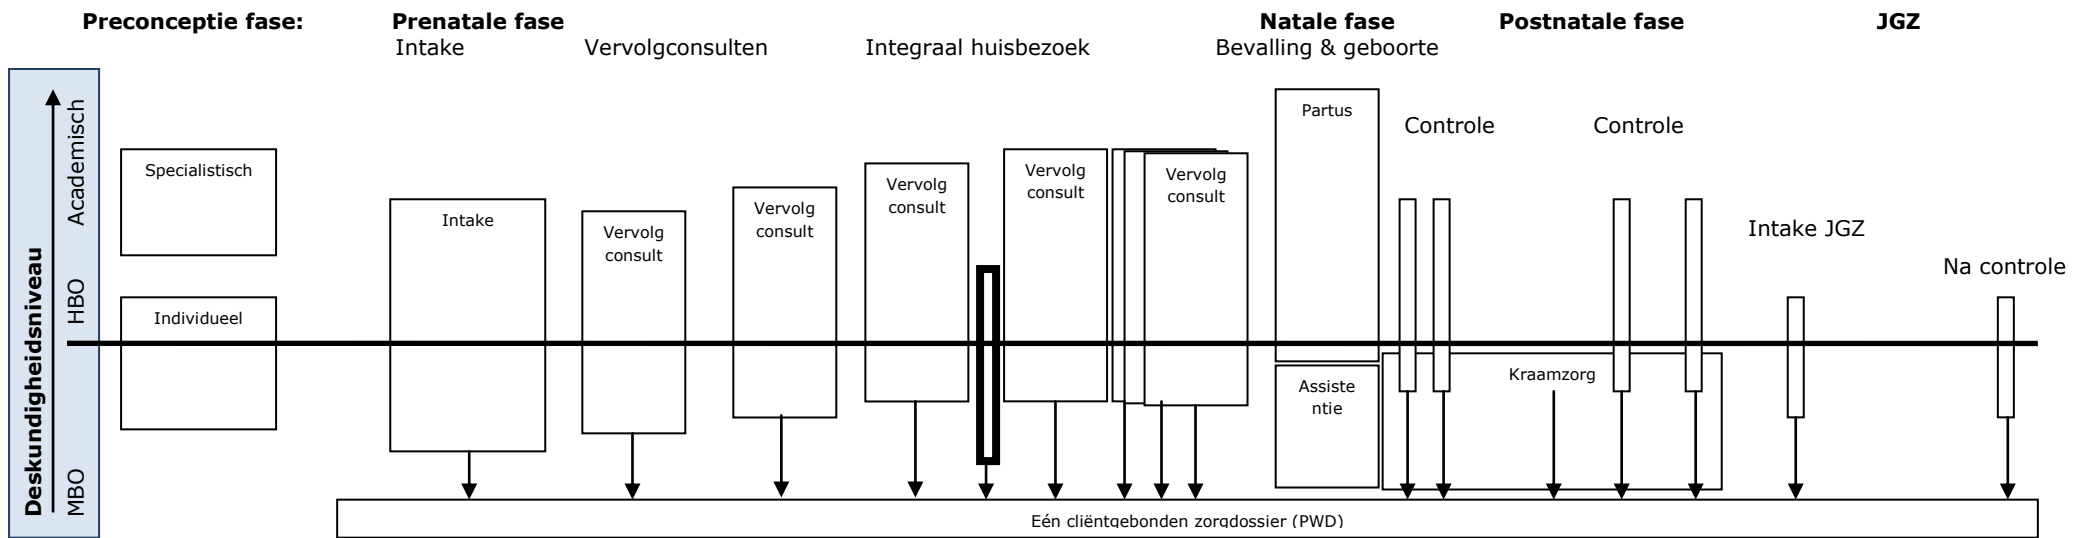 Preconceptie fase:
Prenatale fase
Natale fase
Postnatale fase
JGZ
Intake
Vervolgconsulten
Integraal huisbezoek
Bevalling & geboorte
Deskundigheidsniveau
Academisch
HBO
MBO
Specialistisch
Individueel
Intake
Vervolg
consult
Vervolg
consult
Vervolg
consult
Vervolg
consult
Vervolg
consult
Partus
Assiste
ntie
Controle
Controle
Kraamzorg
Intake JGZ
Na controle
Eén cliëntgebonden zorgdossier (PWD)